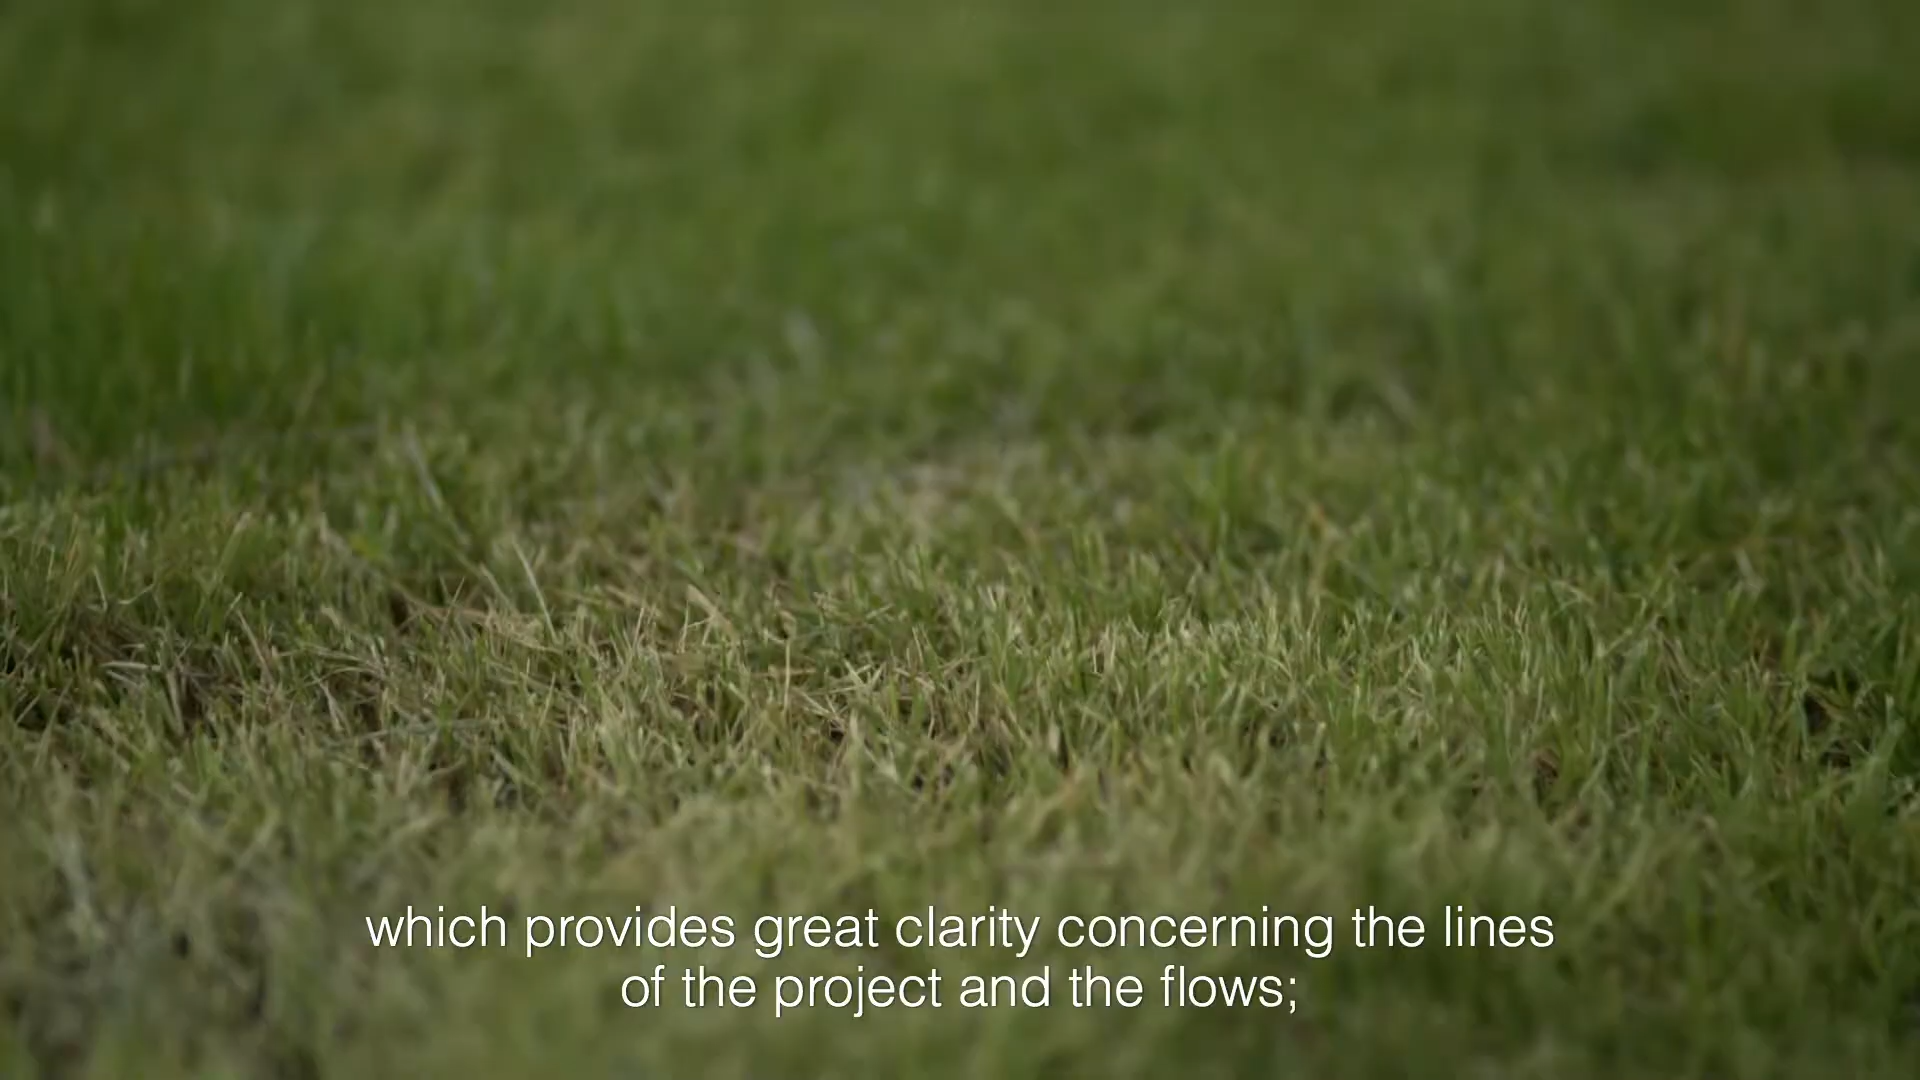 which provides great clarity concerning the lines
of the project and the flows;